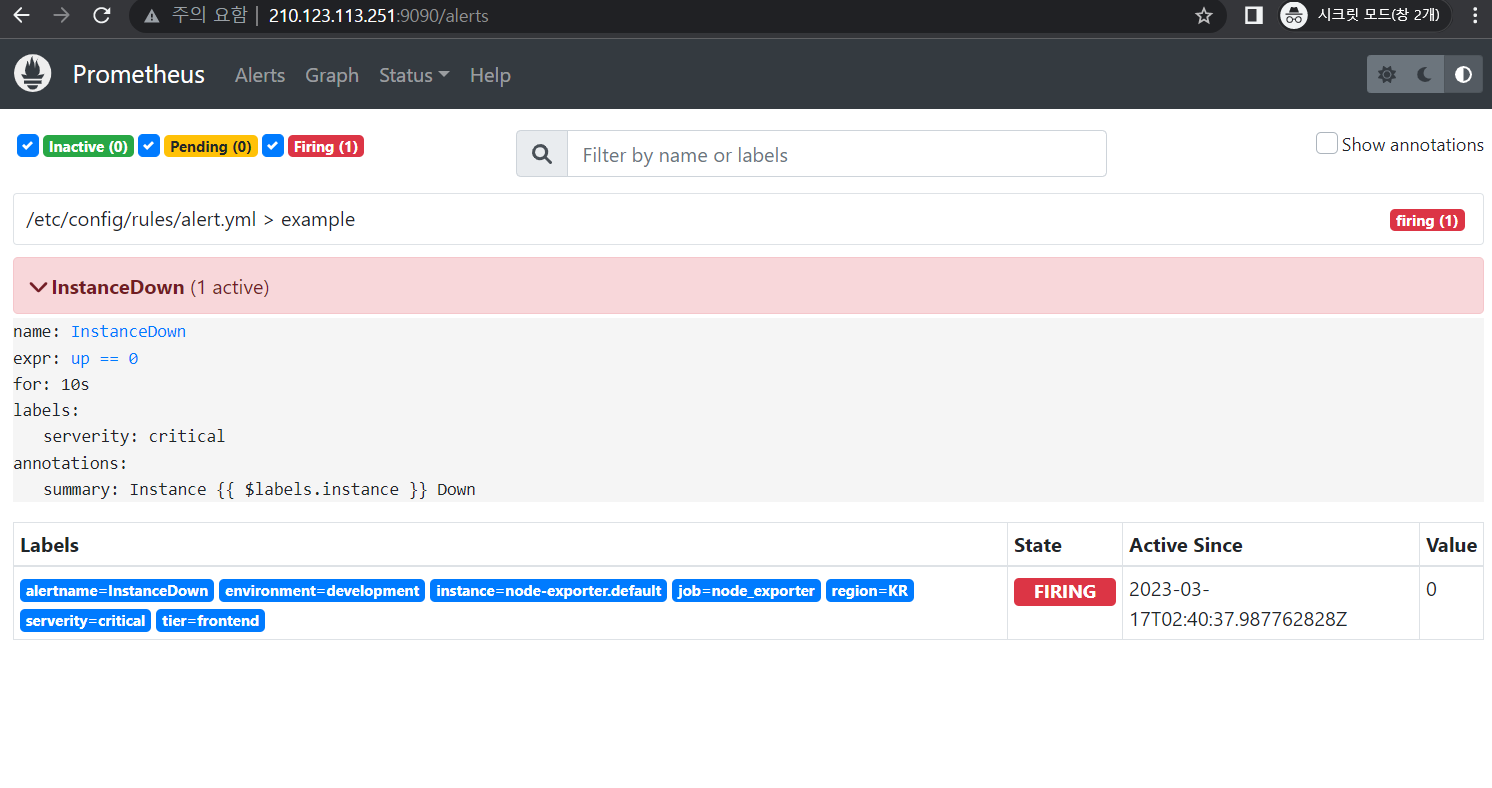 주의 요함 210.123.113.251:9090/alerts 시크릿 모드(창 2개)
Prometheus Alerts Graph Status Help
Inactive (0) Pending (0) Firing (1) Filter by name or labels Show annotations
/etc/config/rules/alert.yml > example firing (1)
InstanceDown (1 active)
name: InstanceDown
expr: up == 0
for: 10s
labels:
serverity: critical
annotations:
summary: Instance {{ $labels.instance }} Down
Labels State Active Since Value
alertname=InstanceDown environment=development instance=node-exporter.default job=node_exporter region=KR FIRING 2023-03- 0
serverity=critical tier=frontend 17T02:40:37.987762828Z